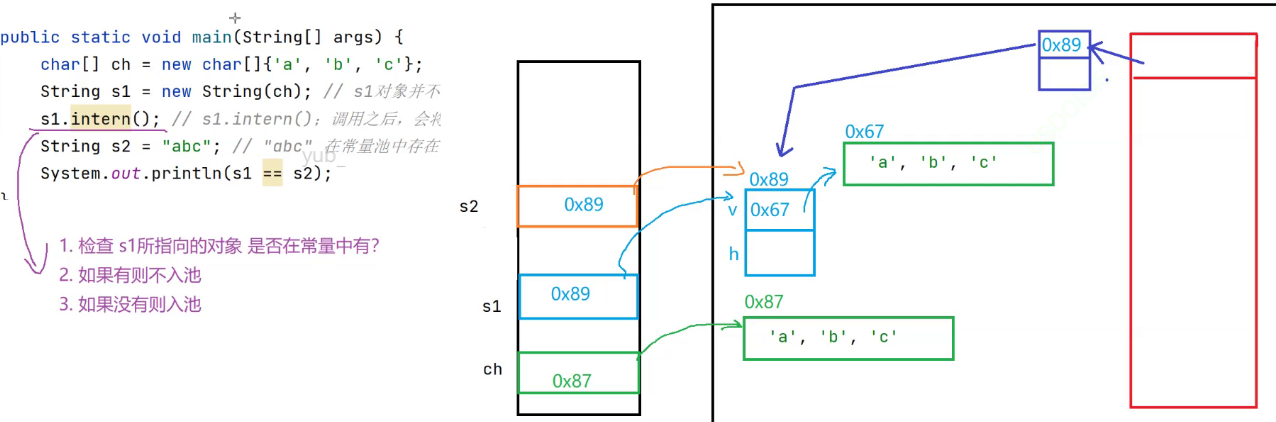 public static void main(String[] args) {
char[] ch = new char[]{'a', 'b', 'c'};
String s1 = new String(ch); // s1对象并不
s1.intern(); // s1.intern()；调用之后，会将
String s2 = "abc"; // "abc" 在常量池中存在
yub_
System.out.println(s1 == s2);
1. 检查 s1所指向的对象 是否在常量中有?
2. 如果有则不入池
3. 如果没有则入池
s2
0x89
s1
0x89
ch
0x87
0x89
0x67
'a', 'b', 'c'
0x89
v
0x67
h
0x87
'a', 'b', 'c'